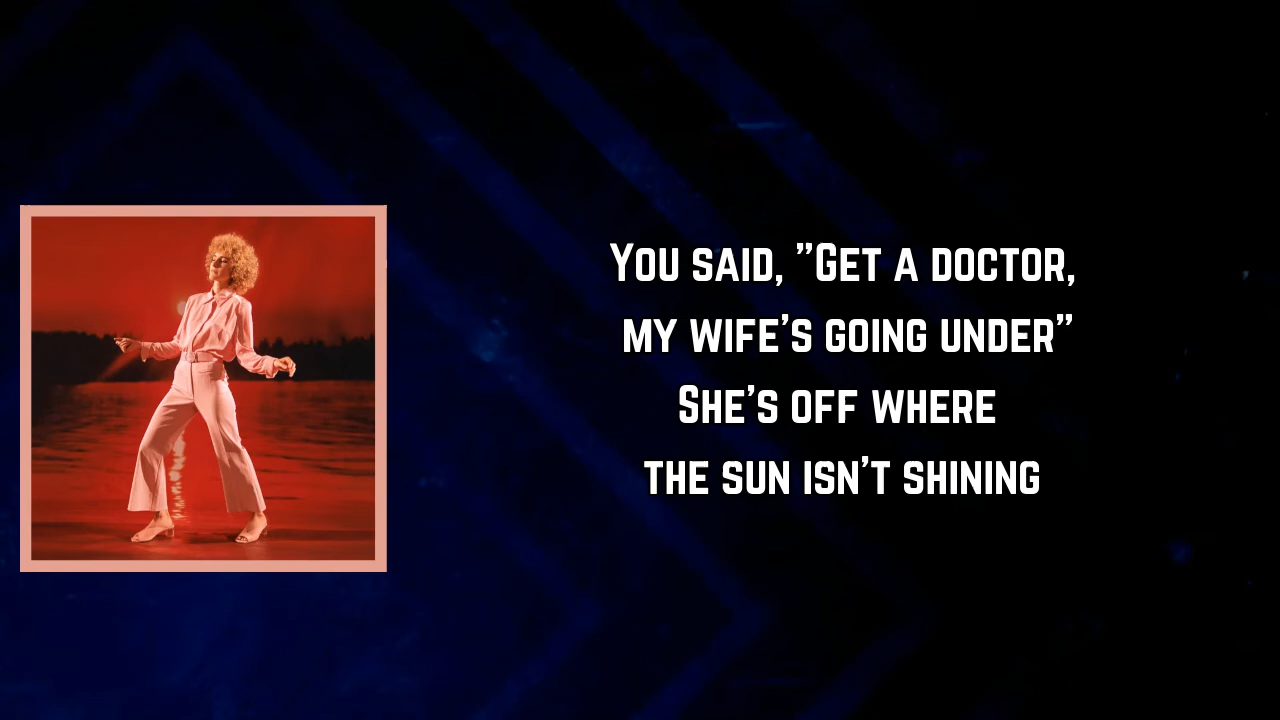 You said, "Get a doctor,
my wife's going under"
She's off where
the sun isn't shining